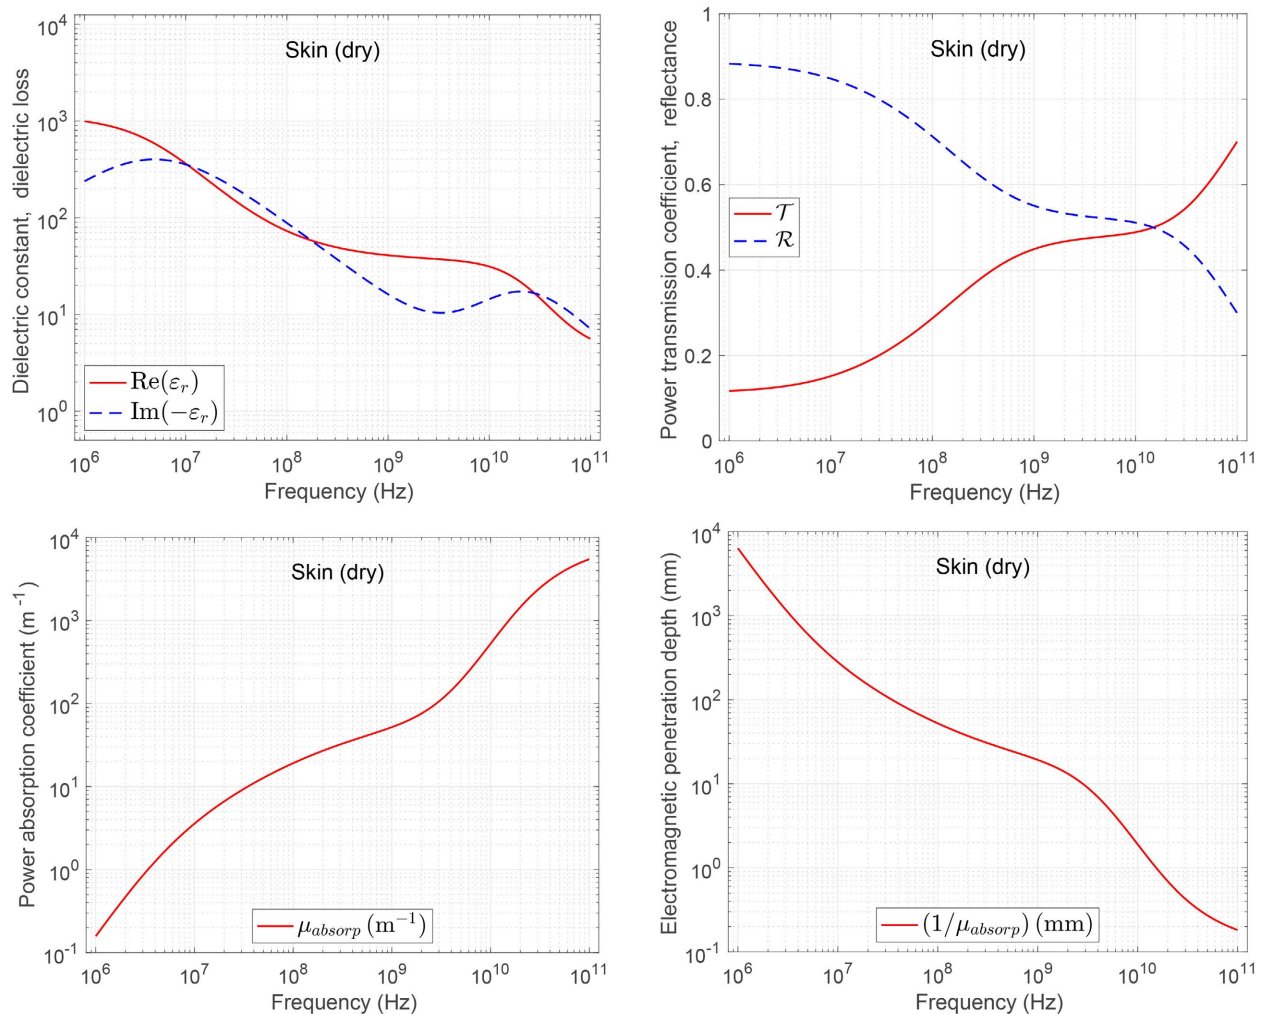 Dielectric constant, dielectric loss
10^4
10^3
10^2
10^1
10^0
Skin (dry)
Re(ε_r)
Im(−ε_r)
10^6 10^7 10^8 10^9 10^10 10^11
Frequency (Hz)
Power transmission coefficient, reflectance
1
0.8
0.6
0.4
0.2
0
Skin (dry)
𝒯
ℛ
10^6 10^7 10^8 10^9 10^10 10^11
Frequency (Hz)
Power absorption coefficient (m^-1)
10^4
10^3
10^2
10^1
10^0
10^-1
Skin (dry)
μ_absorp (m^−1)
10^6 10^7 10^8 10^9 10^10 10^11
Frequency (Hz)
Electromagnetic penetration depth (mm)
10^4
10^3
10^2
10^1
10^0
10^-1
Skin (dry)
(1/μ_absorp) (mm)
10^6 10^7 10^8 10^9 10^10 10^11
Frequency (Hz)